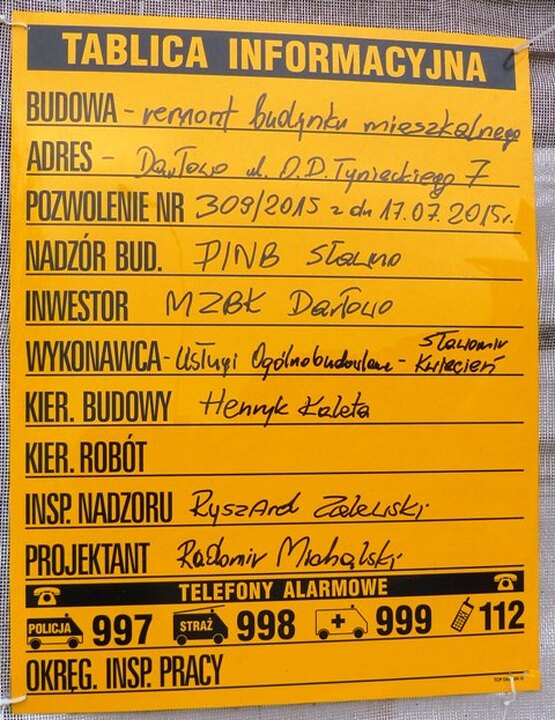 TABLICA INFORMACYJNA
BUDOWA - remont budynku mieszkalnego
ADRES - Darłowo ul. O.D. Tynieckiego 7
POZWOLENIE NR 309/2015 z dn 17.07.2015r.
NADZÓR BUD. PINB Sławno
INWESTOR MZBK Darłowo
WYKONAWCA - Usługi Ogólnobudowlane - Sławomir Kwiecień
KIER. BUDOWY Henryk Kaleta
KIER. ROBÓT
INSP. NADZORU Ryszard Zalewski
PROJEKTANT Radomir Michalski
TELEFONY ALARMOWE
POLICJA 997 STRAŻ 998 999 112
OKRĘG. INSP. PRACY